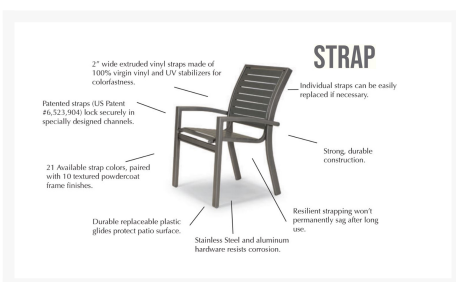 STRAP
2" wide extruded vinyl straps made of
100% virgin vinyl and UV stabilizers for
colorfastness.
Individual straps can be easily
replaced if necessary.
Patented straps (US Patent
#6,523,904) lock securely in
specially designed channels.
Strong, durable
construction.
21 Available strap colors, paired
with 10 textured powdercoat
frame finishes.
Resilient strapping won't
permanently sag after long
use.
Durable replaceable plastic
glides protect patio surface.
Stainless Steel and aluminum
hardware resists corrosion.